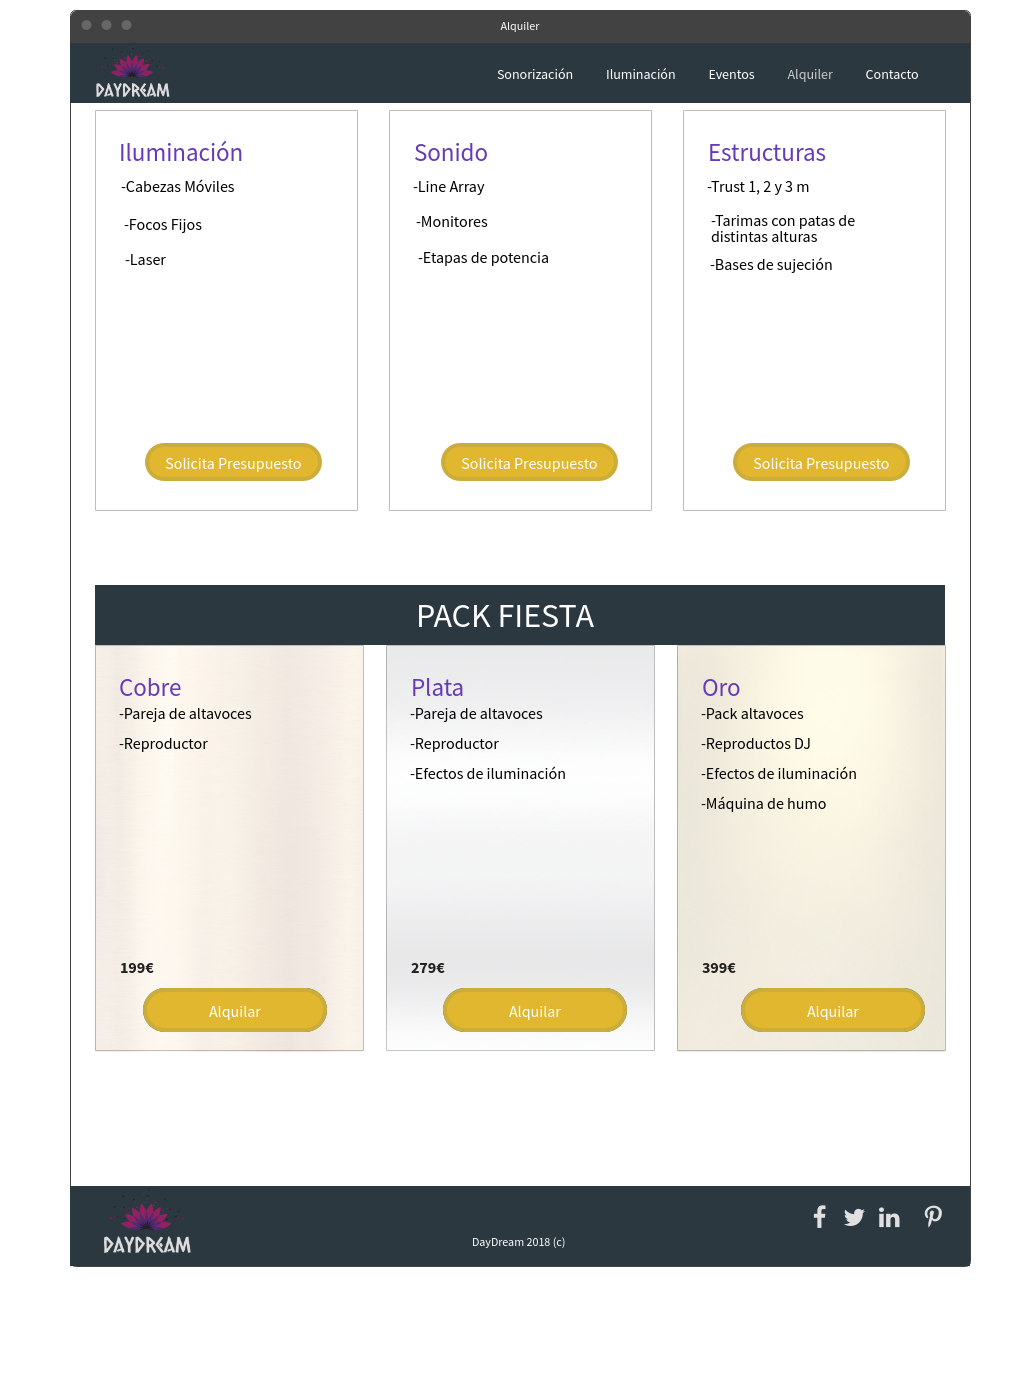 Alquiler
DAYDREAM
Sonorización
Iluminación
Eventos
Alquiler
Contacto
Iluminación
-Cabezas Móviles
-Focos Fijos
-Laser
Solicita Presupuesto
Sonido
-Line Array
-Monitores
-Etapas de potencia
Solicita Presupuesto
Estructuras
-Trust 1, 2 y 3 m
-Tarimas con patas de
distintas alturas
-Bases de sujeción
Solicita Presupuesto
PACK FIESTA
Cobre
-Pareja de altavoces
-Reproductor
199€
Alquilar
Plata
-Pareja de altavoces
-Reproductor
-Efectos de iluminación
279€
Alquilar
Oro
-Pack altavoces
-Reproductos DJ
-Efectos de iluminación
-Máquina de humo
399€
Alquilar
DAYDREAM
DayDream 2018 (c)